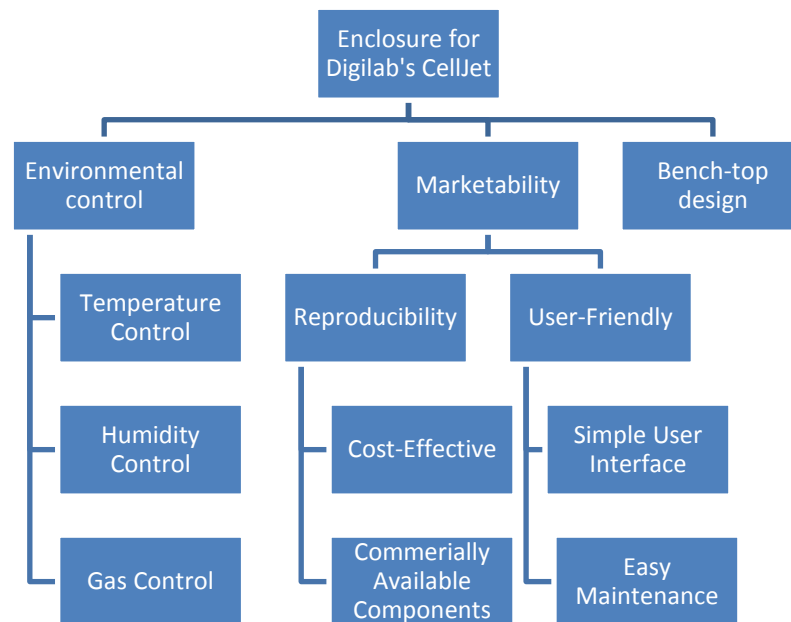 Enclosure for
Digilab's CellJet
Environmental
control
Marketability
Bench-top
design
Temperature
Control
Humidity
Control
Gas Control
Reproducibility
User-Friendly
Cost-Effective
Commerially
Available
Components
Simple User
Interface
Easy
Maintenance